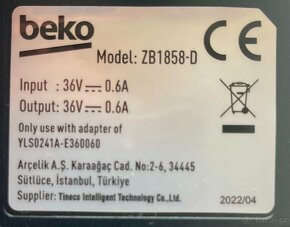 beko
CE
Model: ZB1858-D
Input : 36V⎓0.6A
Output: 36V⎓0.6A
Only use with adapter of
YLS0241A-E360060
Arçelik A.Ş. Karaağaç Cad. No:2-6, 34445
Sütlüce, İstanbul, Türkiye
Supplier: Tineco Intelligent Technology Co., Ltd.
2022/04